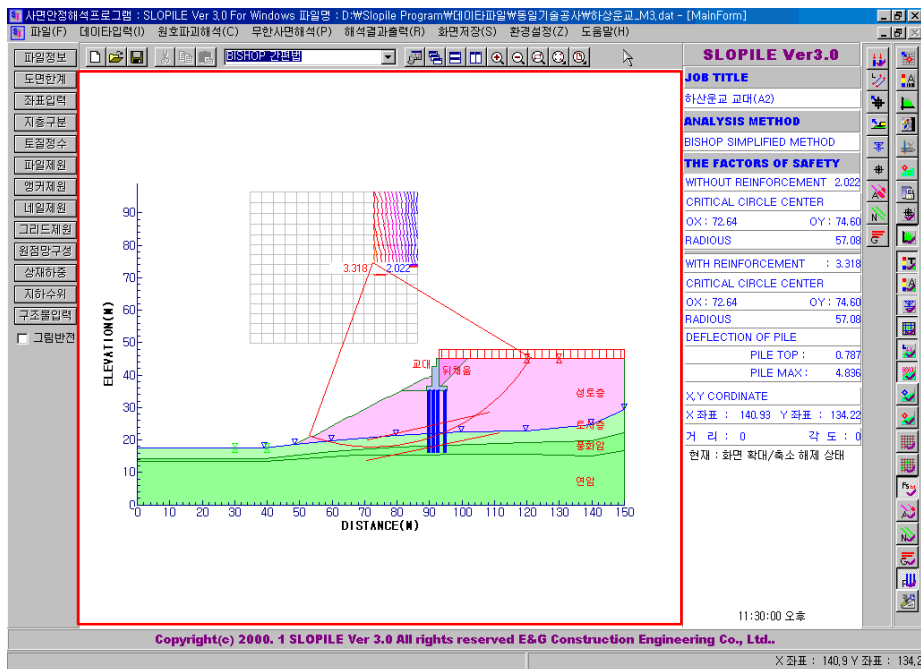 사면안정해석프로그램 : SLOPILE Ver 3.0 For Windows 파일명 : D:\Slopile Program\데이타파일\동일기술공사\하산운교_M3.dat - [MainForm]
파일(F) 데이타입력(I) 원호파괴해석(C) 무한사면해석(P) 해석결과출력(R) 화면저장(S) 환경설정(Z) 도움말(H)
파일정보
도면한계
좌표입력
지층구분
토질정수
파일제원
앵커제원
네일제원
그리드제원
원점망구성
상재하중
지하수위
구조물입력
그림반전
BISHOP 간편법
ELEVATION(M)
90
80
70
60
50
40
30
20
10
0
3.318
2.022
교대
뒤채움
성토층
토사층
풍화암
연암
0 10 20 30 40 50 60 70 80 90 100 110 120 130 140 150
DISTANCE(M)
SLOPILE Ver3.0
JOB TITLE
하산운교 교대(A2)
ANALYSIS METHOD
BISHOP SIMPLIFIED METHOD
THE FACTORS OF SAFETY
WITHOUT REINFORCEMENT 2.022
CRITICAL CIRCLE CENTER
OX : 72.64 OY : 74.60
RADIOUS 57.08
WITH REINFORCEMENT : 3.318
CRITICAL CIRCLE CENTER
OX : 72.64 OY : 74.60
RADIOUS 57.08
DEFLECTION OF PILE
PILE TOP : 0.787
PILE MAX : 4.836
X,Y CORDINATE
X 좌표 : 140.93 Y 좌표 : 134.22
거 리 : 0 각 도 : 0
현재 : 화면 확대/축소 해제 상태
11:30:00 오후
Copyright(c) 2000. 1 SLOPILE Ver 3.0 All rights reserved E&G Construction Engineering Co., Ltd..
X 좌표 : 140.9 Y 좌표 : 134.2